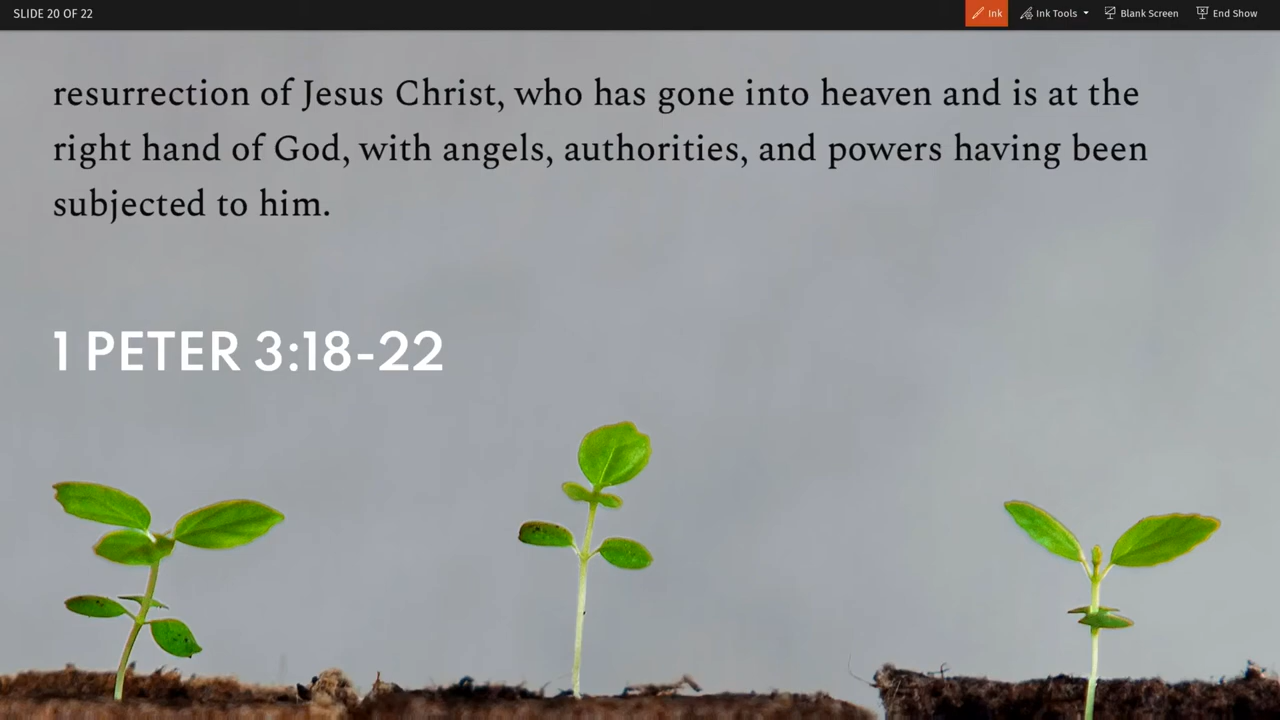 SLIDE 20 OF 22
Ink
Ink Tools
Blank Screen
End Show
resurrection of Jesus Christ, who has gone into heaven and is at the
right hand of God, with angels, authorities, and powers having been
subjected to him.
1 PETER 3:18-22